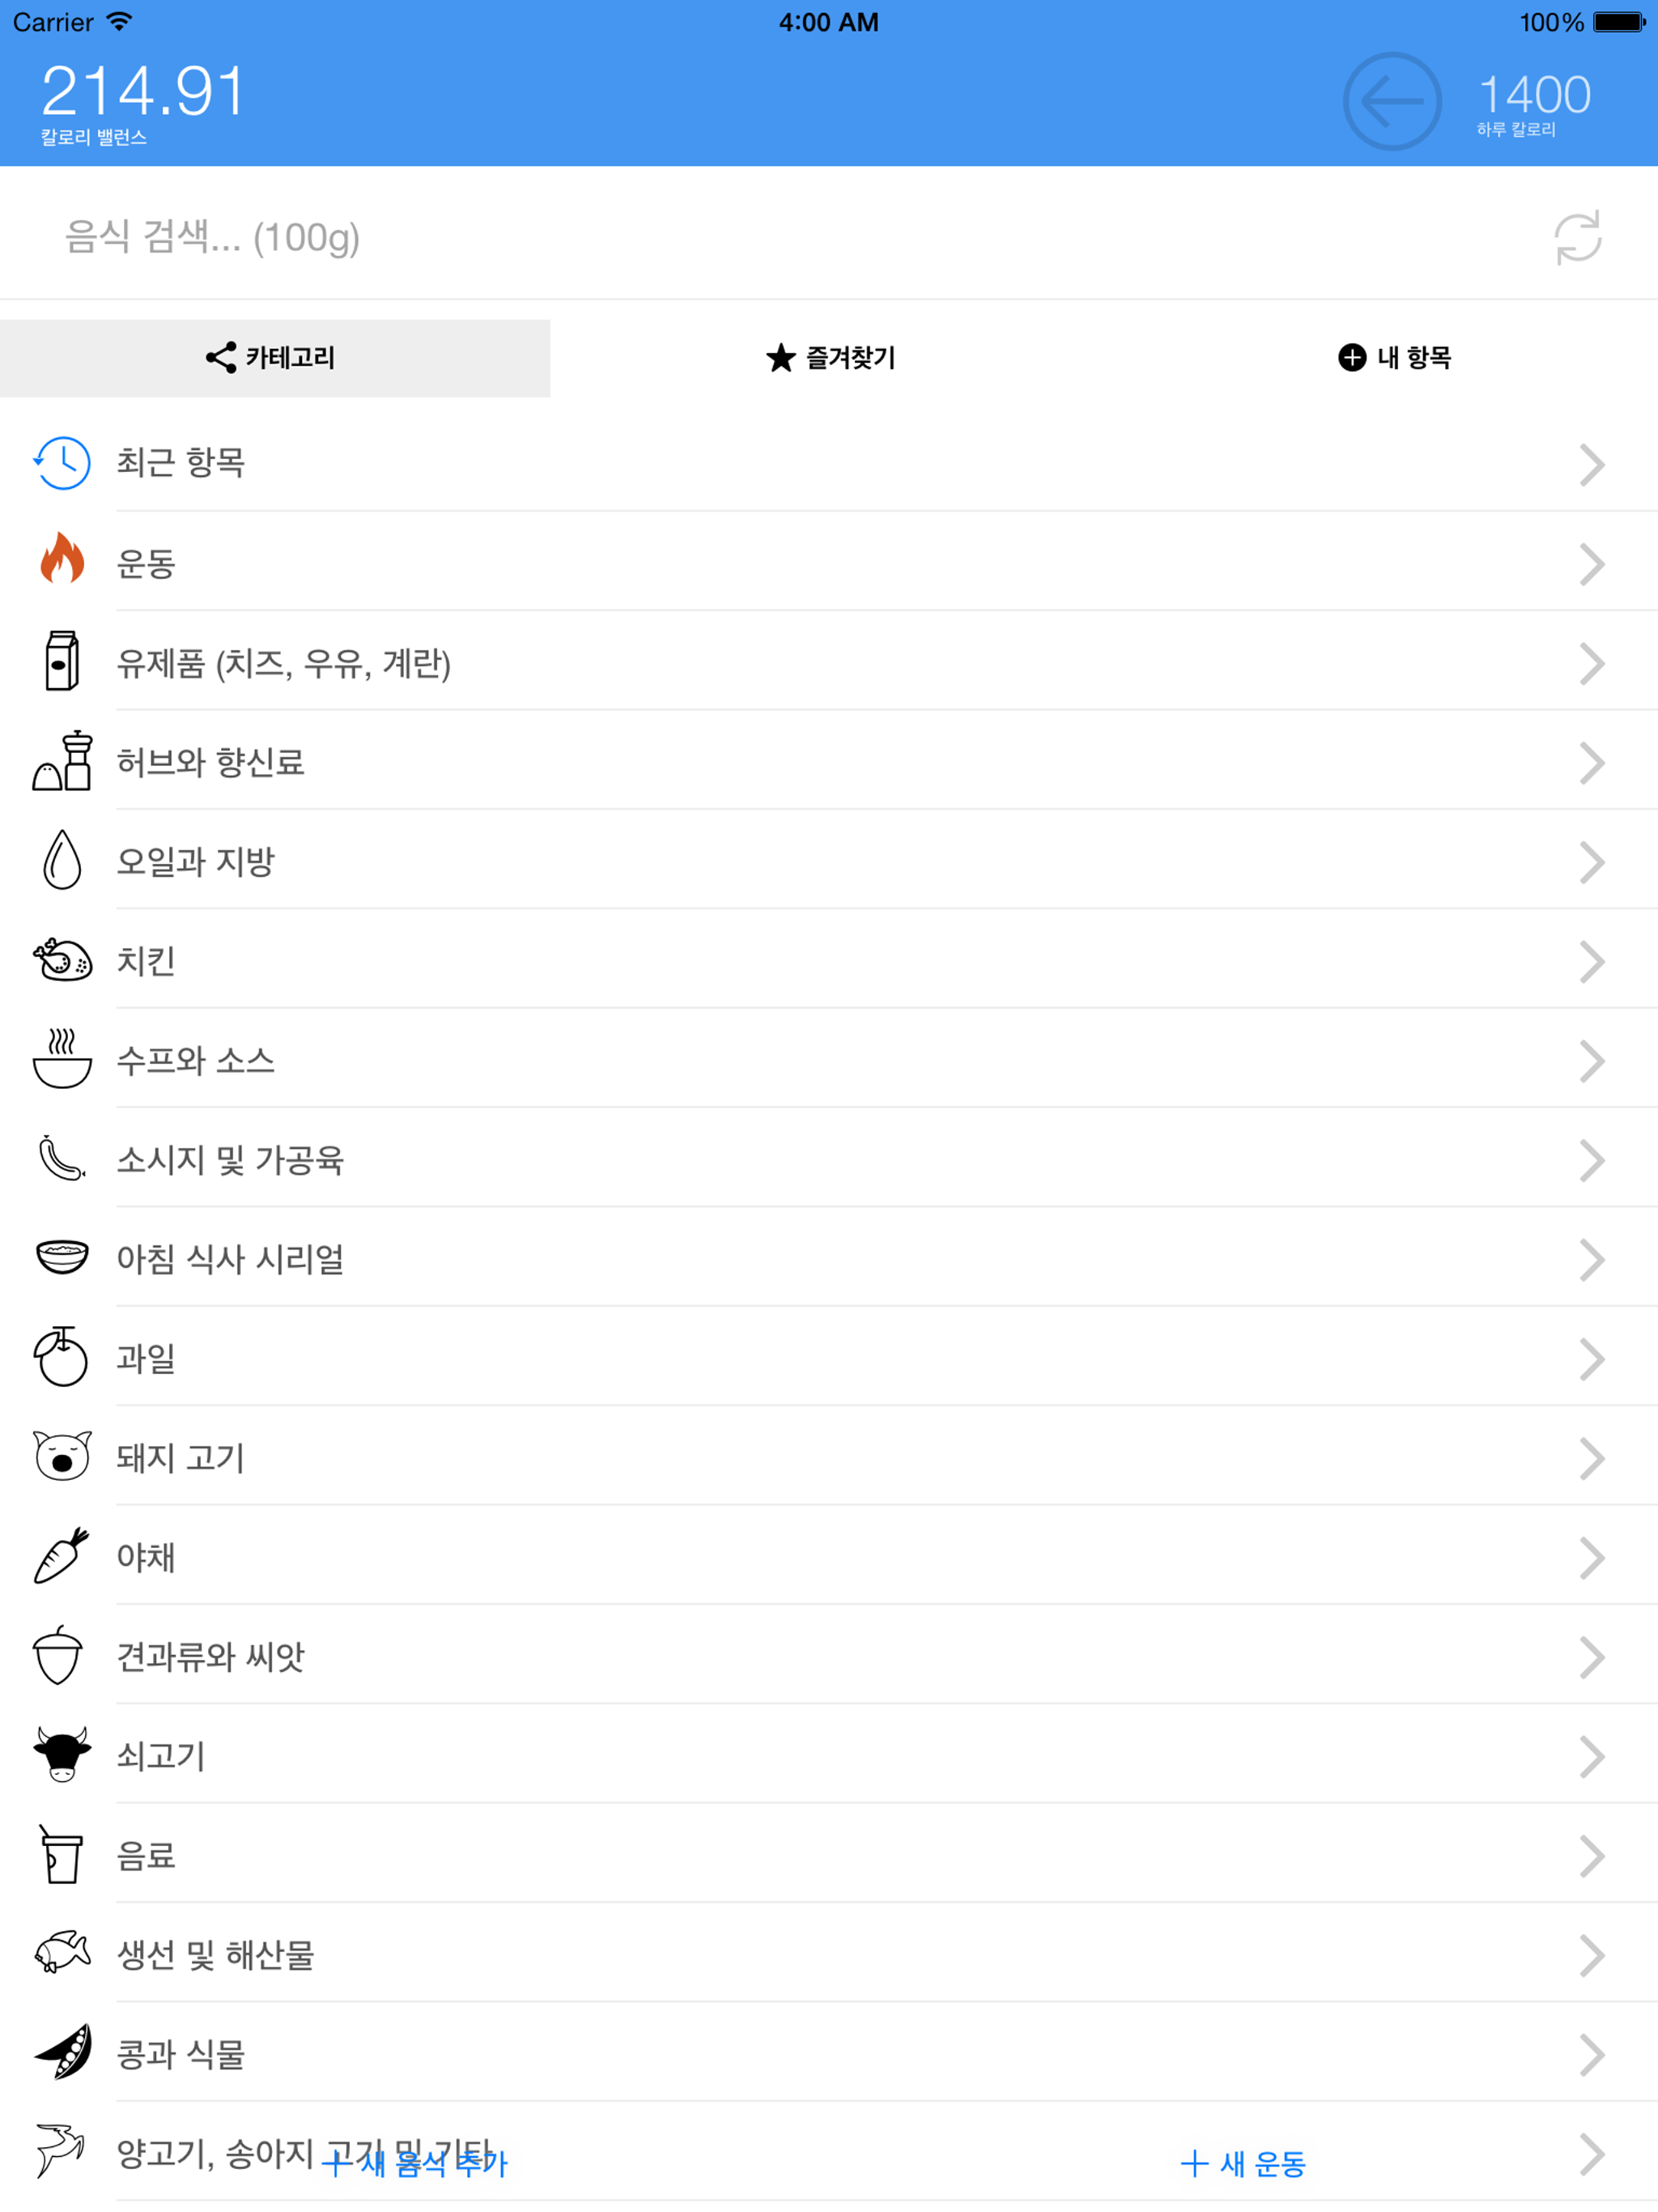 Carrier 4:00 AM 100%
214.91
칼로리 밸런스
1400
하루 칼로리
음식 검색... (100g)
카테고리 즐겨찾기 내 항목
최근 항목
운동
유제품 (치즈, 우유, 계란)
허브와 향신료
오일과 지방
치킨
수프와 소스
소시지 및 가공육
아침 식사 시리얼
과일
돼지 고기
야채
견과류와 씨앗
쇠고기
음료
생선 및 해산물
콩과 식물
양고기, 송아지 고기 및 기타
+ 새 음식 추가 + 새 운동